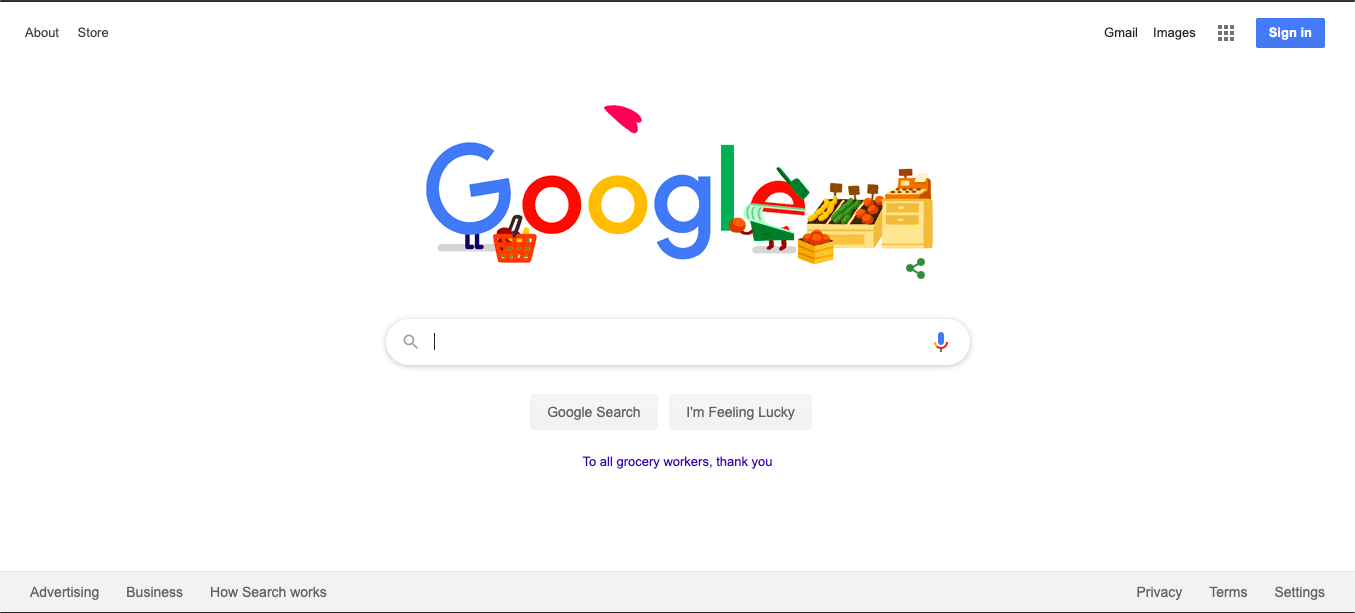 About Store
Gmail Images Sign in
Google
Google Search I'm Feeling Lucky
To all grocery workers, thank you
Advertising Business How Search works
Privacy Terms Settings